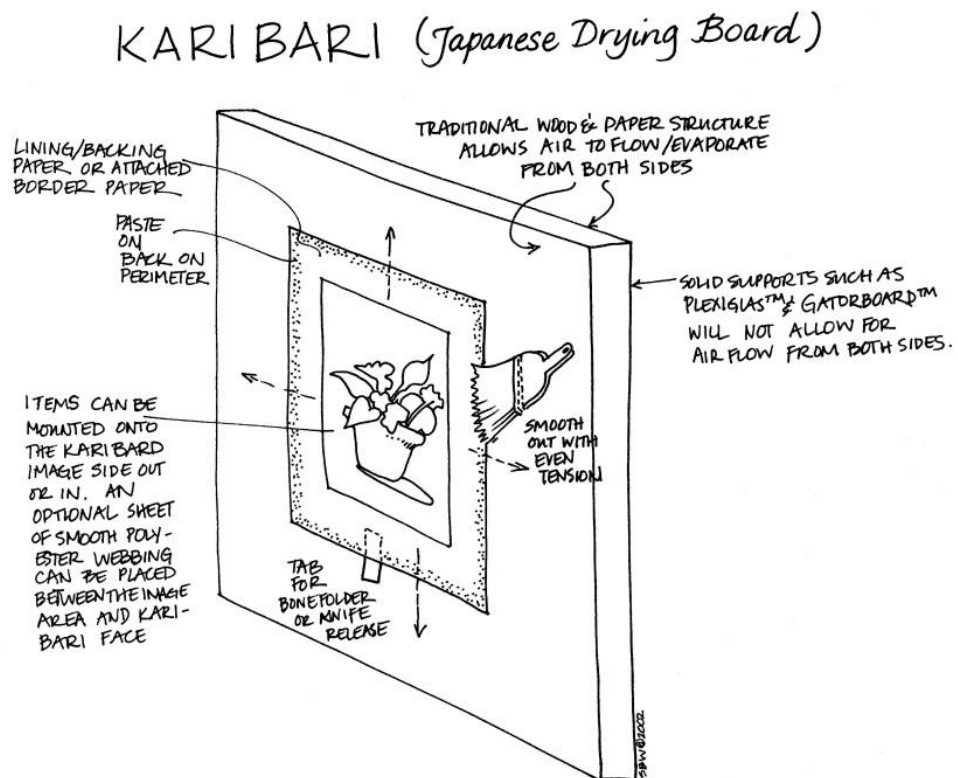 KARI BARI (Japanese Drying Board)
TRADITIONAL WOOD & PAPER STRUCTURE
ALLOWS AIR TO FLOW/EVAPORATE
FROM BOTH SIDES
LINING/BACKING
PAPER OR ATTACHED
BORDER PAPER
PASTE
ON
BACK ON
PERIMETER
SOLID SUPPORTS SUCH AS
PLEXIGLAS™ & GATORBOARD™
WILL NOT ALLOW FOR
AIR FLOW FROM BOTH SIDES.
ITEMS CAN BE
MOUNTED ONTO
THE KARIBARD
IMAGE SIDE OUT
OR IN. AN
OPTIONAL SHEET
OF SMOOTH POLY-
ESTER WEBBING
CAN BE PLACED
BETWEEN THE IMAGE
AREA AND KARI-
BARI FACE
SMOOTH
OUT WITH
EVEN
TENSION
TAB
FOR
BONEFOLDER
OR KNIFE
RELEASE
SBW©2002